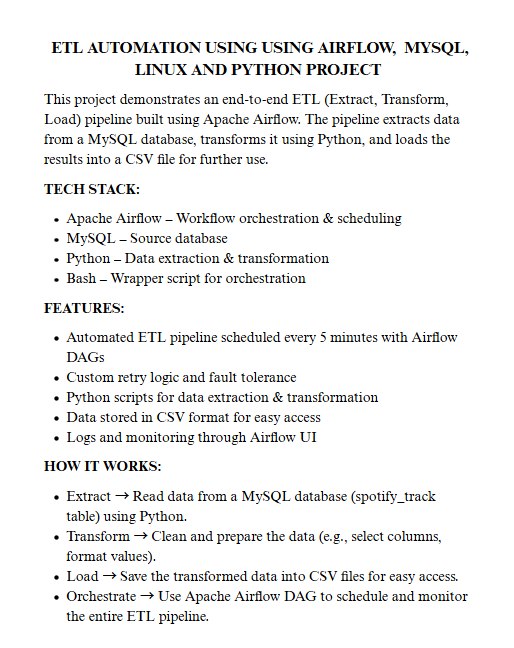 ETL AUTOMATION USING USING AIRFLOW, MYSQL,
LINUX AND PYTHON PROJECT
This project demonstrates an end-to-end ETL (Extract, Transform,
Load) pipeline built using Apache Airflow. The pipeline extracts data
from a MySQL database, transforms it using Python, and loads the
results into a CSV file for further use.
TECH STACK:
• Apache Airflow – Workflow orchestration & scheduling
• MySQL – Source database
• Python – Data extraction & transformation
• Bash – Wrapper script for orchestration
FEATURES:
• Automated ETL pipeline scheduled every 5 minutes with Airflow
DAGs
• Custom retry logic and fault tolerance
• Python scripts for data extraction & transformation
• Data stored in CSV format for easy access
• Logs and monitoring through Airflow UI
HOW IT WORKS:
• Extract → Read data from a MySQL database (spotify_track
table) using Python.
• Transform → Clean and prepare the data (e.g., select columns,
format values).
• Load → Save the transformed data into CSV files for easy access.
• Orchestrate → Use Apache Airflow DAG to schedule and monitor
the entire ETL pipeline.